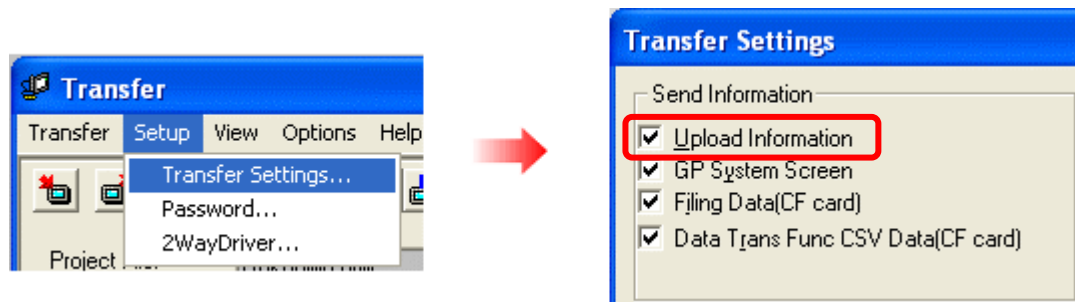 Transfer
Transfer Setup View Options Help
Transfer Settings...
Password...
2WayDriver...
Project
Transfer Settings
Send Information
Upload Information
GP System Screen
Filing Data(CF card)
Data Trans Func CSV Data(CF card)